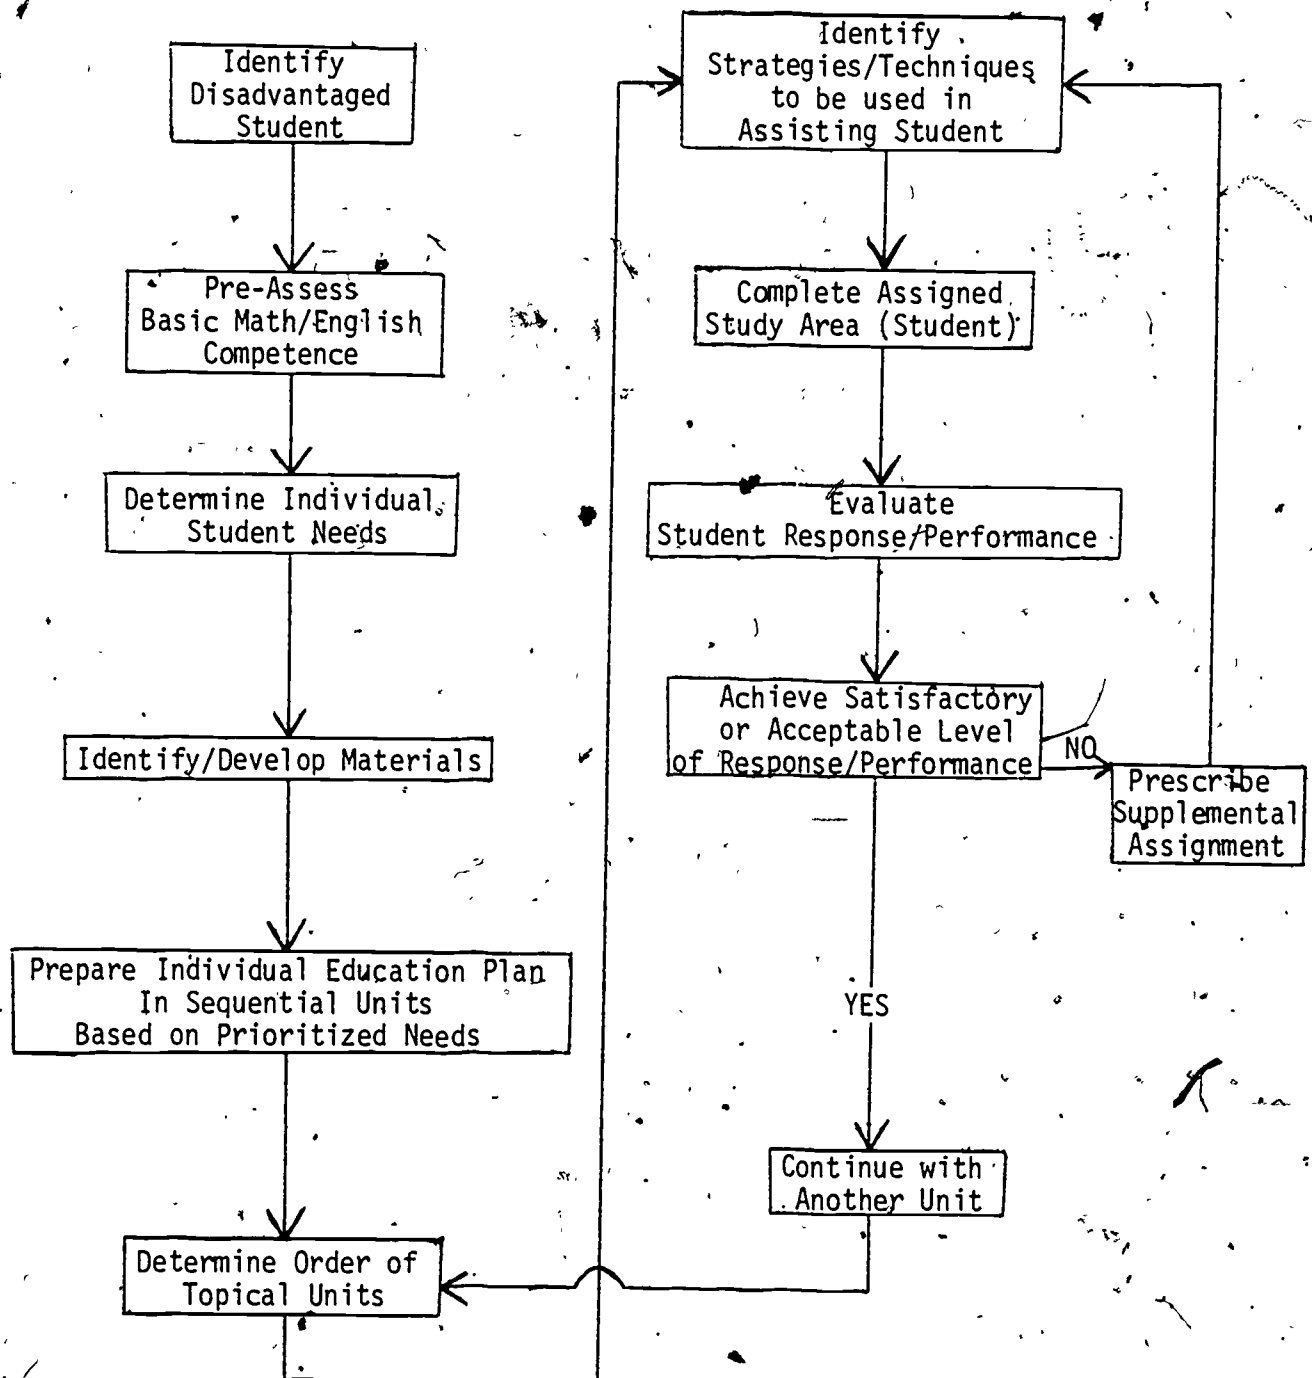 Identify
Disadvantaged
Student
Pre-Assess
Basic Math/English
Competence
Determine Individual
Student Needs
Identify/Develop Materials
Prepare Individual Education Plan
In Sequential Units
Based on Prioritized Needs
Determine Order of
Topical Units
Identify
Strategies/Techniques
to be used in
Assisting Student
Complete Assigned
Study Area (Student)
Evaluate
Student Response/Performance
Achieve Satisfactory
or Acceptable Level
of Response/Performance
NO
Prescribe
Supplemental
Assignment
YES
Continue with
Another Unit